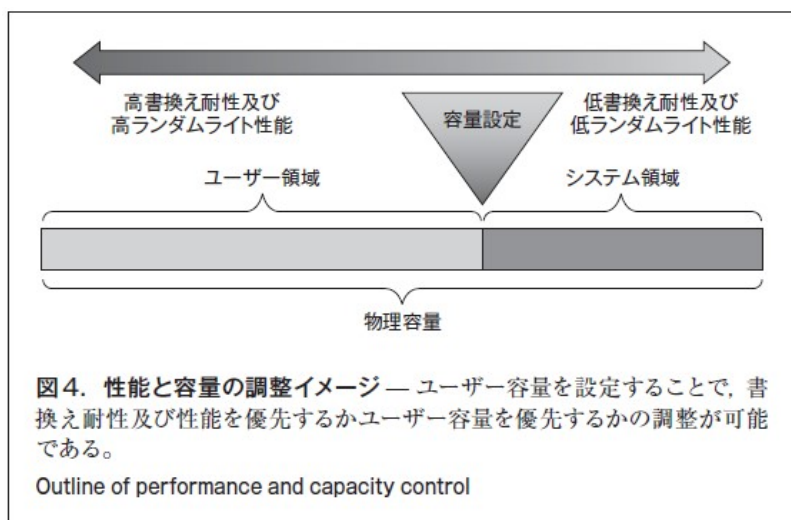 高書換え耐性及び
高ランダムライト性能
容量設定
低書換え耐性及び
低ランダムライト性能
ユーザー領域
システム領域
物理容量
図4. 性能と容量の調整イメージ — ユーザー容量を設定することで, 書
換え耐性及び性能を優先するかユーザー容量を優先するかの調整が可能
である。
Outline of performance and capacity control